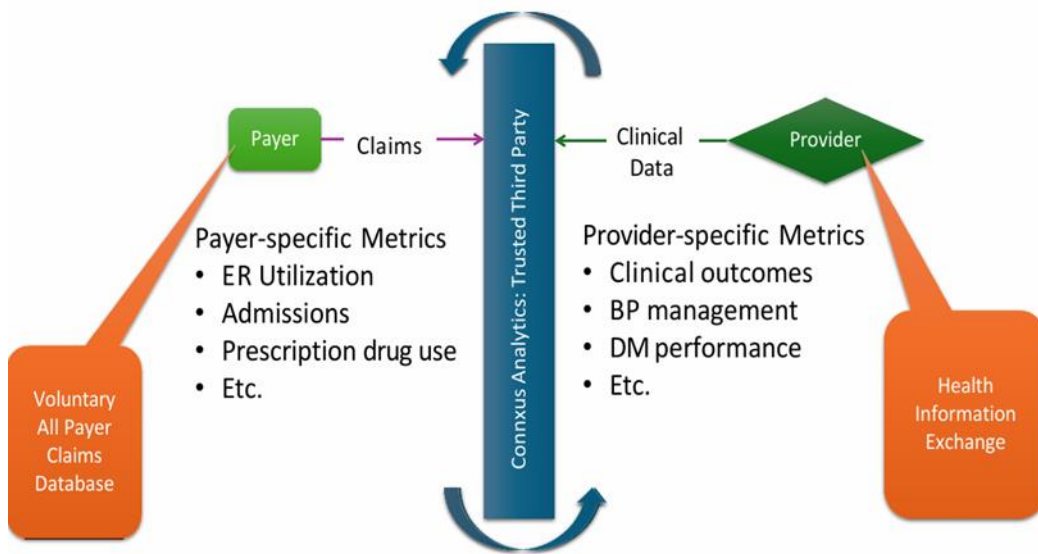 Payer
Claims
Clinical
Data
Provider
Connxus Analytics: Trusted Third Party
Payer-specific Metrics
• ER Utilization
• Admissions
• Prescription drug use
• Etc.
Provider-specific Metrics
• Clinical outcomes
• BP management
• DM performance
• Etc.
Voluntary
All Payer
Claims
Database
Health
Information
Exchange